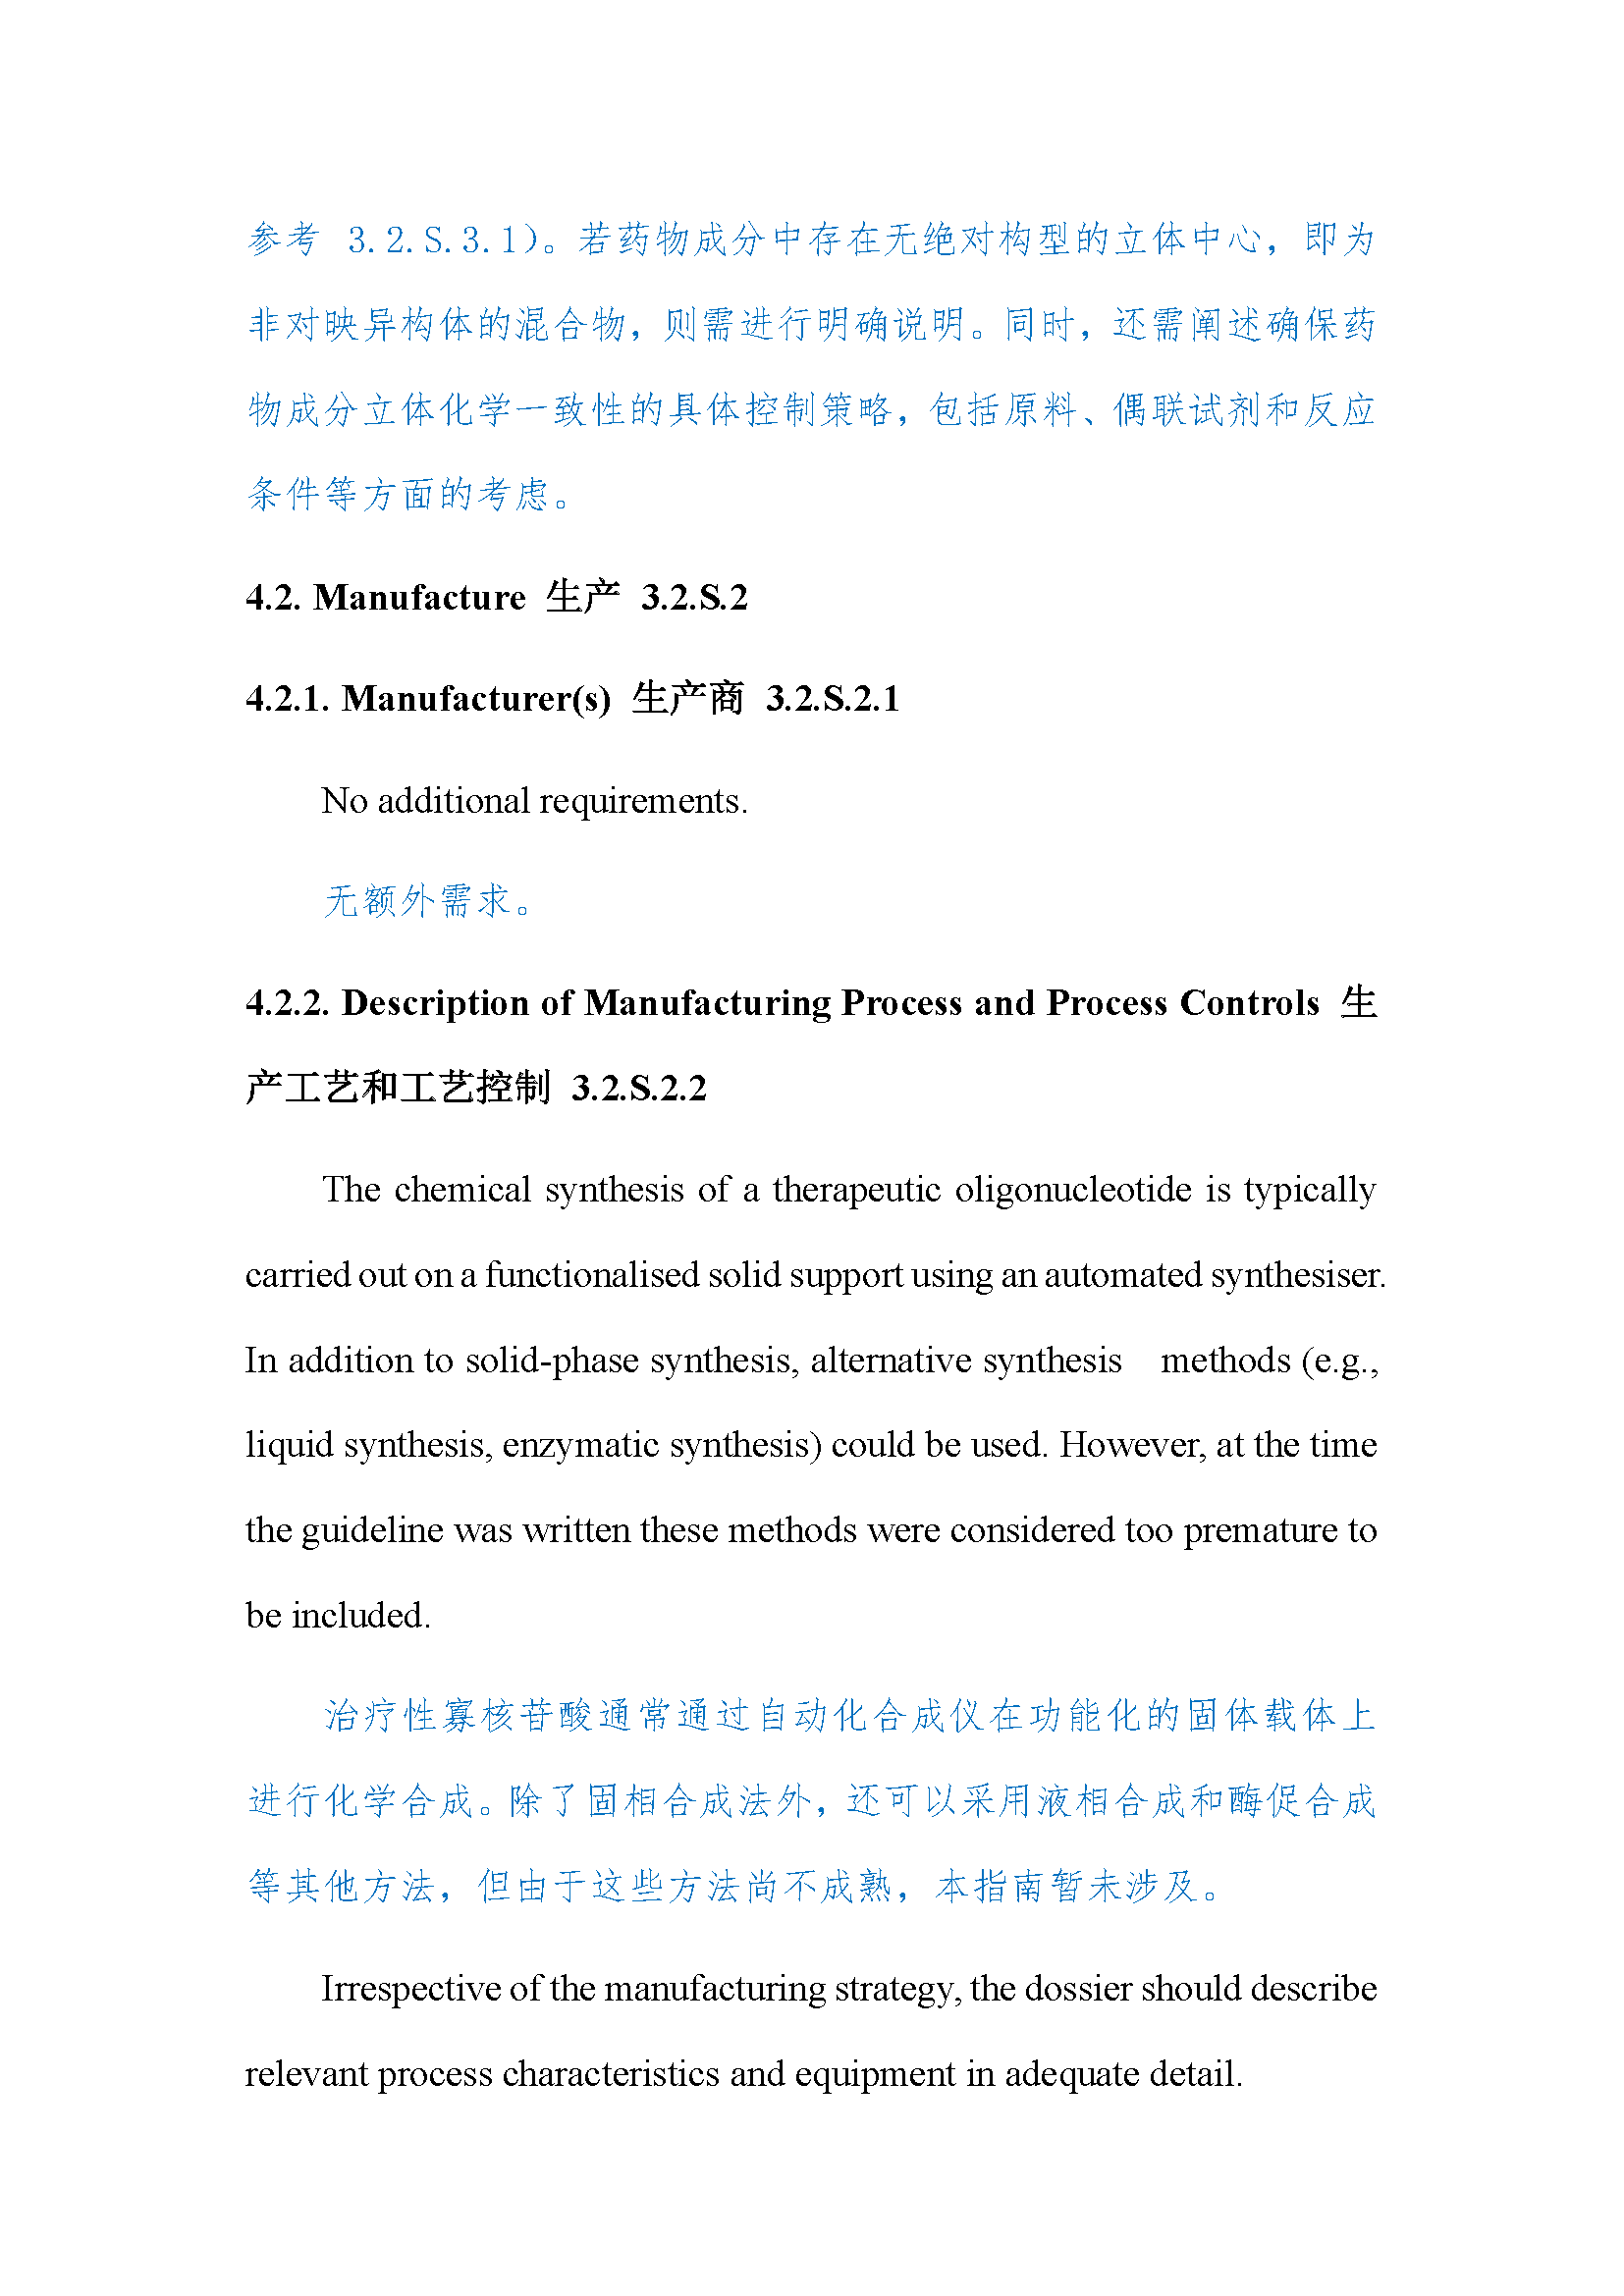 参考 3.2.S.3.1)。若药物成分中存在无绝对构型的立体中心，即为
非对映异构体的混合物，则需进行明确说明。同时，还需阐述确保药
物成分立体化学一致性的具体控制策略，包括原料、偶联试剂和反应
条件等方面的考虑。
4.2. Manufacture 生产 3.2.S.2
4.2.1. Manufacturer(s) 生产商 3.2.S.2.1
No additional requirements.
无额外需求。
4.2.2. Description of Manufacturing Process and Process Controls 生
产工艺和工艺控制 3.2.S.2.2
The chemical synthesis of a therapeutic oligonucleotide is typically
carried out on a functionalised solid support using an automated synthesiser.
In addition to solid-phase synthesis, alternative synthesis methods (e.g.,
liquid synthesis, enzymatic synthesis) could be used. However, at the time
the guideline was written these methods were considered too premature to
be included.
治疗性寡核苷酸通常通过自动化合成仪在功能化的固体载体上
进行化学合成。除了固相合成法外，还可以采用液相合成和酶促合成
等其他方法，但由于这些方法尚不成熟，本指南暂未涉及。
Irrespective of the manufacturing strategy, the dossier should describe
relevant process characteristics and equipment in adequate detail.